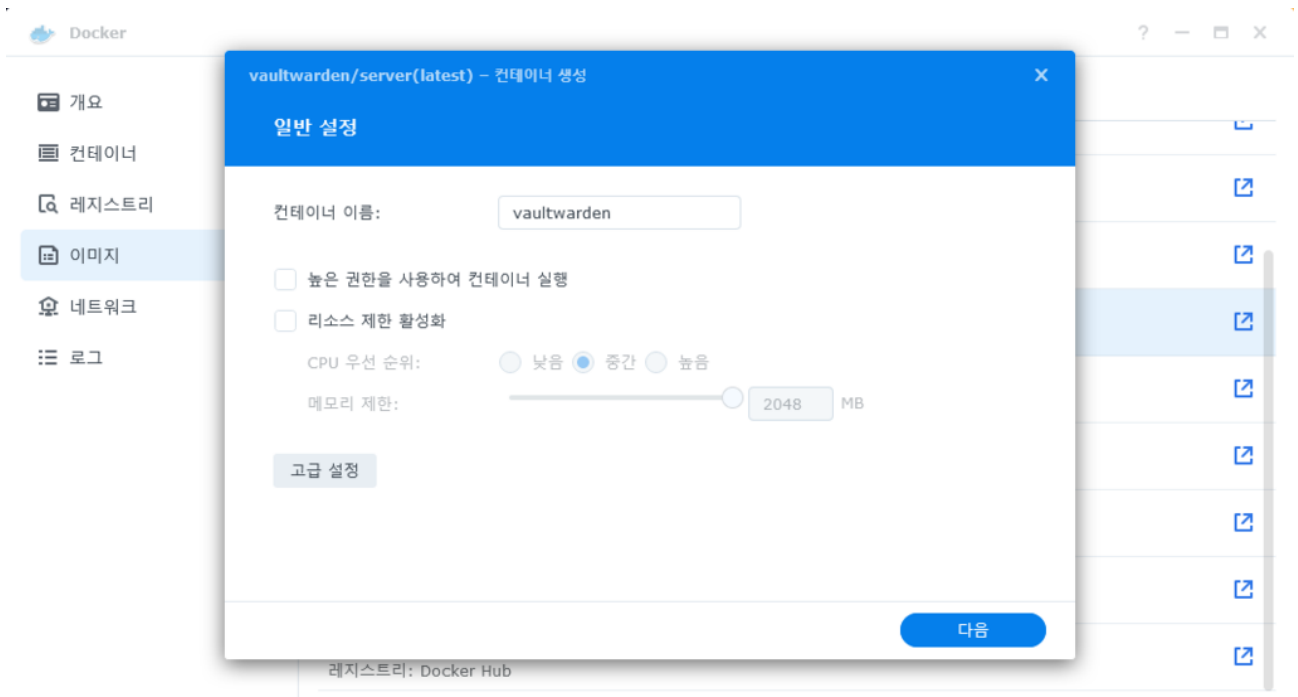 Docker
개요
컨테이너
레지스트리
이미지
네트워크
로그
vaultwarden/server(latest) – 컨테이너 생성
일반 설정
컨테이너 이름: vaultwarden
높은 권한을 사용하여 컨테이너 실행
리소스 제한 활성화
CPU 우선 순위: 낮음 중간 높음
메모리 제한: 2048 MB
고급 설정
다음
레지스트리: Docker Hub